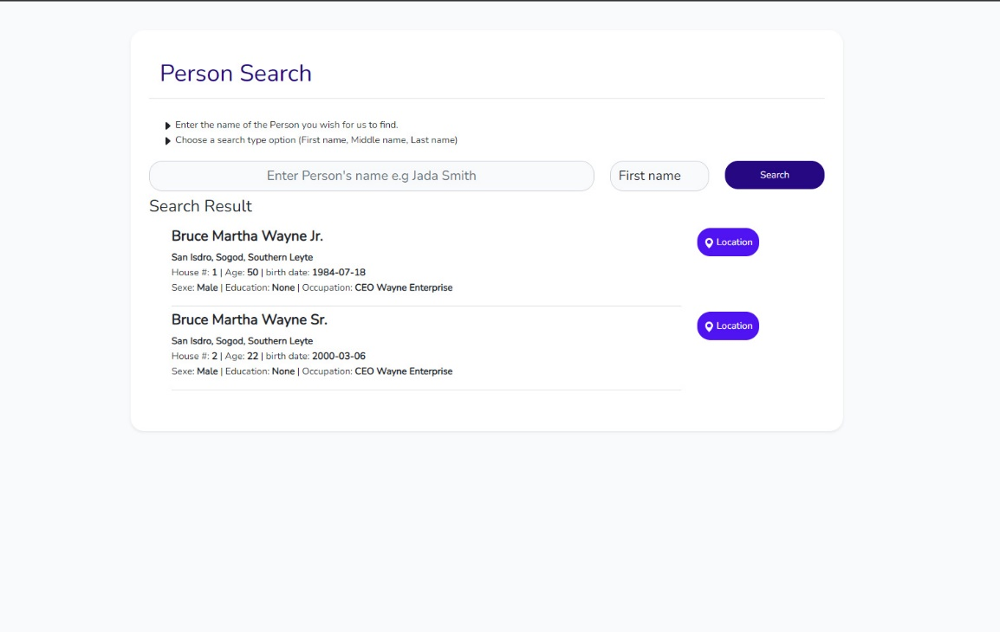 Person Search
Enter the name of the Person you wish for us to find.
Choose a search type option (First name, Middle name, Last name)
Enter Person's name e.g Jada Smith
First name
Search
Search Result
Bruce Martha Wayne Jr.
Location
San Isdro, Sogod, Southern Leyte
House #: 1 | Age: 50 | birth date: 1984-07-18
Sexe: Male | Education: None | Occupation: CEO Wayne Enterprise
Bruce Martha Wayne Sr.
Location
San Isdro, Sogod, Southern Leyte
House #: 2 | Age: 22 | birth date: 2000-03-06
Sexe: Male | Education: None | Occupation: CEO Wayne Enterprise